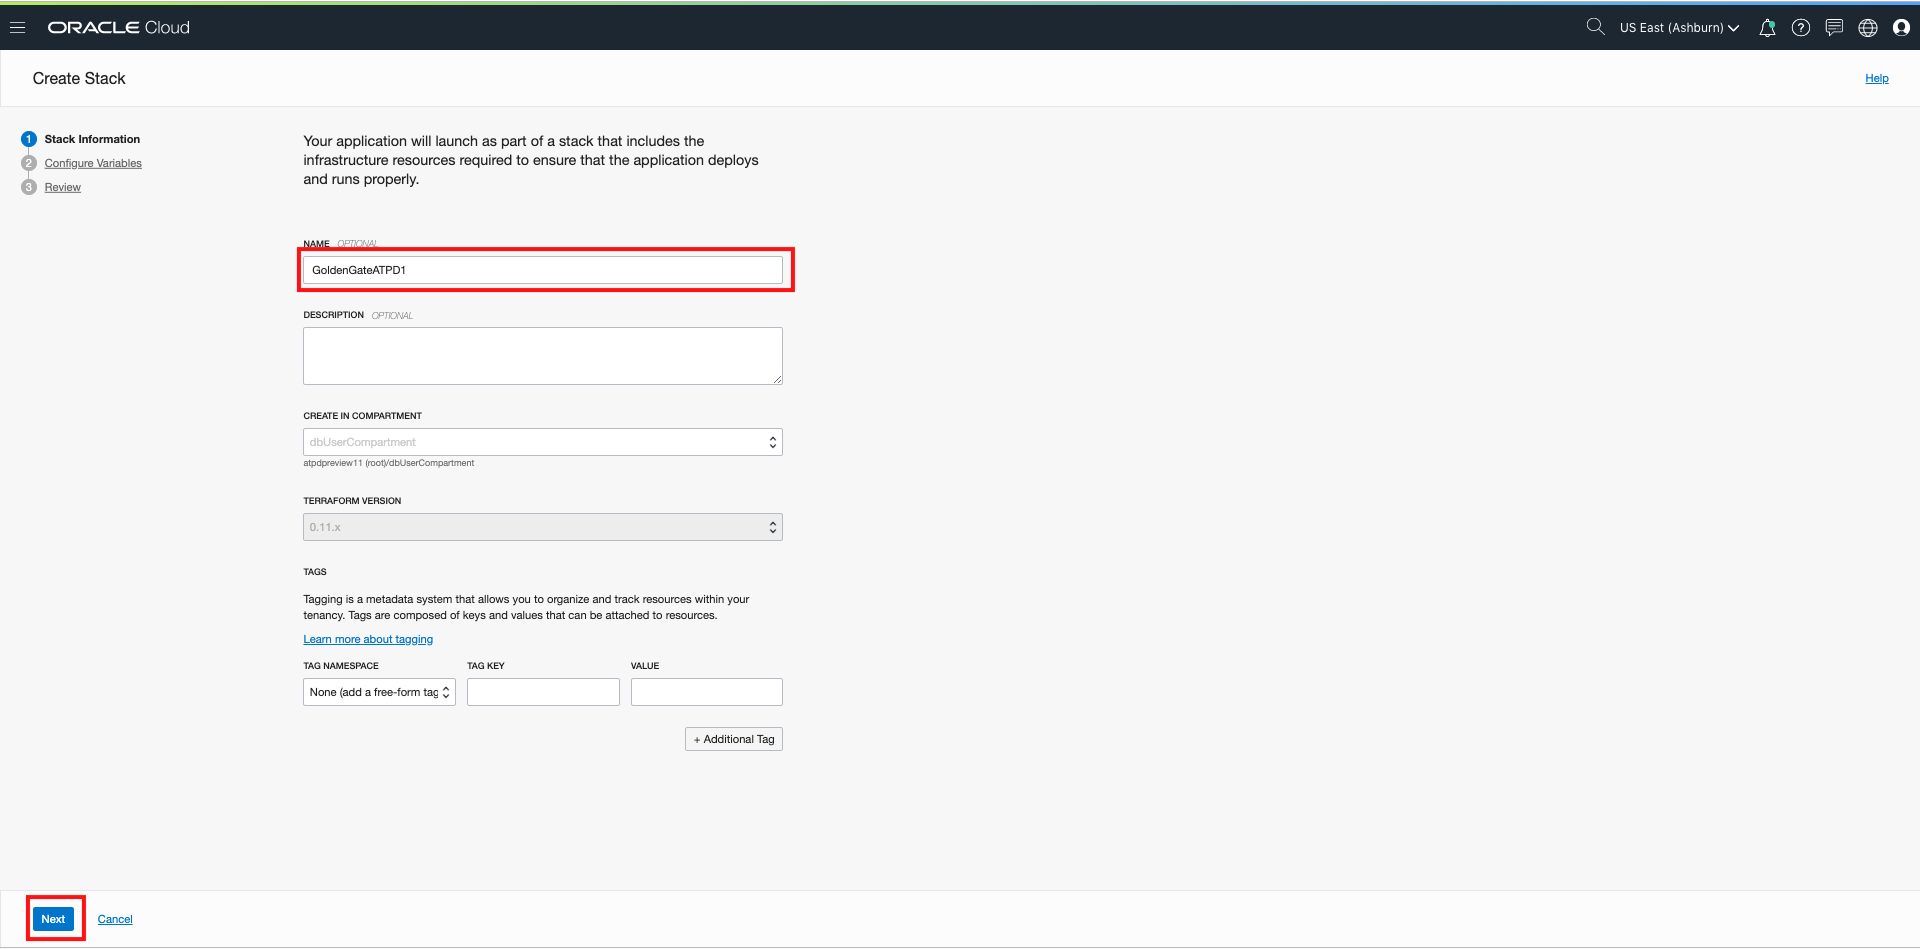 ORACLE Cloud
US East (Ashburn)
Create Stack
Help
1 Stack Information
2 Configure Variables
3 Review
Your application will launch as part of a stack that includes the
infrastructure resources required to ensure that the application deploys
and runs properly.
NAME OPTIONAL
GoldenGateATPD1
DESCRIPTION OPTIONAL
CREATE IN COMPARTMENT
dbUserCompartment
atpdpreview11 (root)/dbUserCompartment
TERRAFORM VERSION
0.11.x
TAGS
Tagging is a metadata system that allows you to organize and track resources within your
tenancy. Tags are composed of keys and values that can be attached to resources.
Learn more about tagging
TAG NAMESPACE TAG KEY VALUE
None (add a free-form tag
+ Additional Tag
Next Cancel